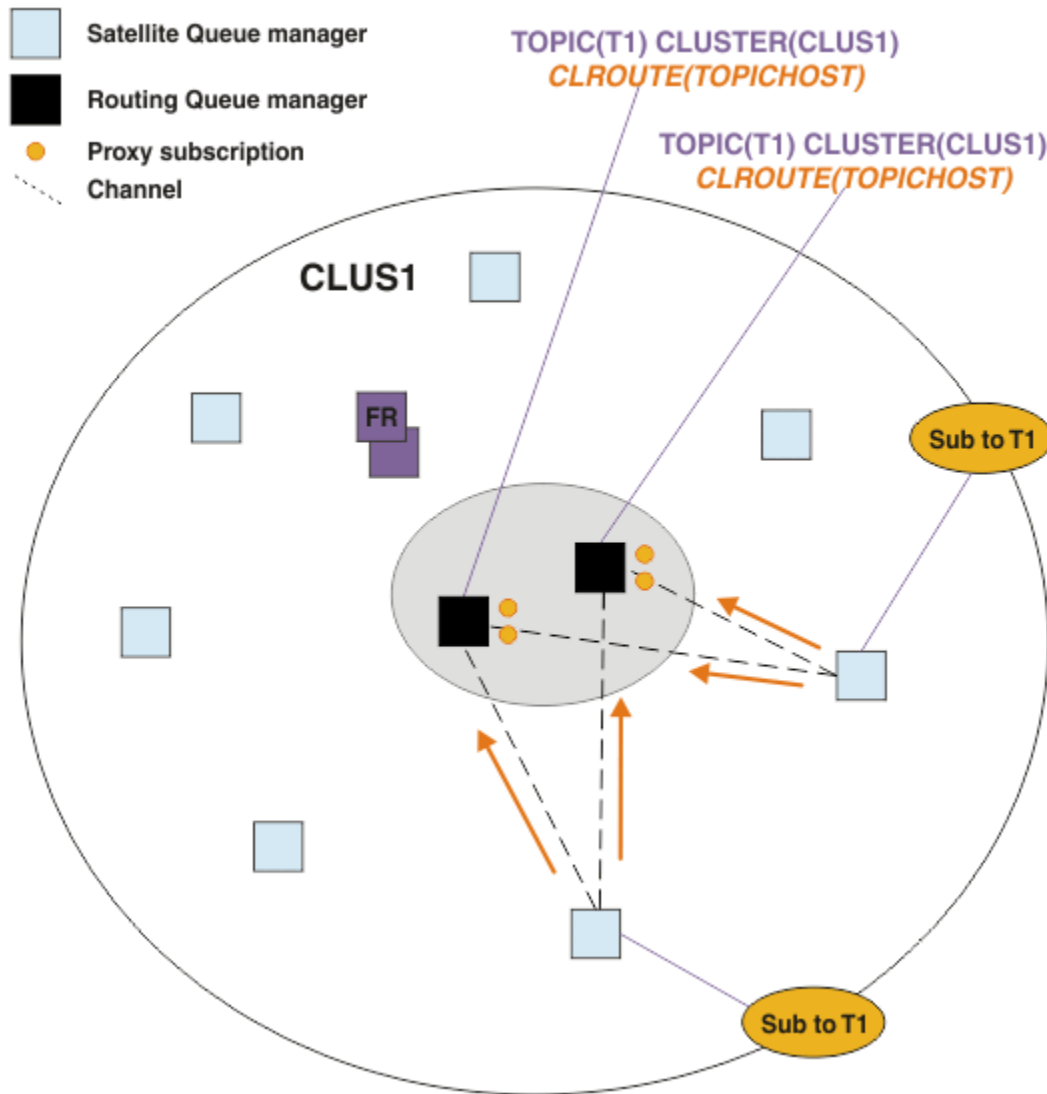 Satellite Queue manager
Routing Queue manager
Proxy subscription
Channel
TOPIC(T1) CLUSTER(CLUS1)
CLROUTE(TOPICHOST)
TOPIC(T1) CLUSTER(CLUS1)
CLROUTE(TOPICHOST)
CLUS1
FR
Sub to T1
Sub to T1